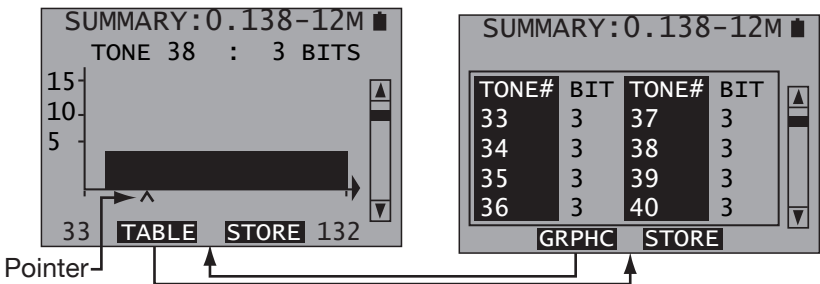 SUMMARY:0.138-12M
TONE 38 : 3 BITS
15
10
5
33 TABLE STORE 132
Pointer
SUMMARY:0.138-12M
TONE# BIT TONE# BIT
33 3 37 3
34 3 38 3
35 3 39 3
36 3 40 3
GRPHC STORE